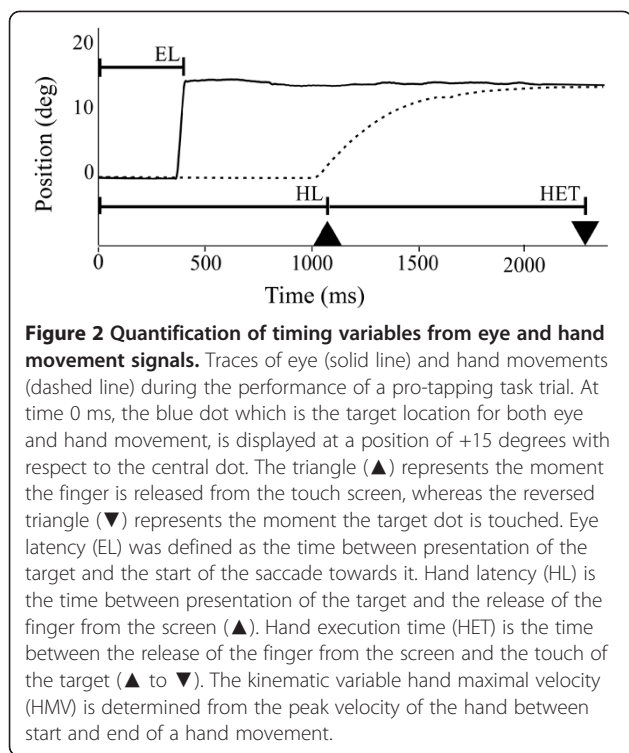 20
EL
10
Position (deg)
0
HL
HET
0
500
1000
1500
2000
Time (ms)
Figure 2 Quantification of timing variables from eye and hand
movement signals. Traces of eye (solid line) and hand movements
(dashed line) during the performance of a pro-tapping task trial. At
time 0 ms, the blue dot which is the target location for both eye
and hand movement, is displayed at a position of +15 degrees with
respect to the central dot. The triangle (▲) represents the moment
the finger is released from the touch screen, whereas the reversed
triangle (▼) represents the moment the target dot is touched. Eye
latency (EL) was defined as the time between presentation of the
target and the start of the saccade towards it. Hand latency (HL) is
the time between presentation of the target and the release of the
finger from the screen (▲). Hand execution time (HET) is the time
between the release of the finger from the screen and the touch of
the target (▲ to ▼). The kinematic variable hand maximal velocity
(HMV) is determined from the peak velocity of the hand between
start and end of a hand movement.